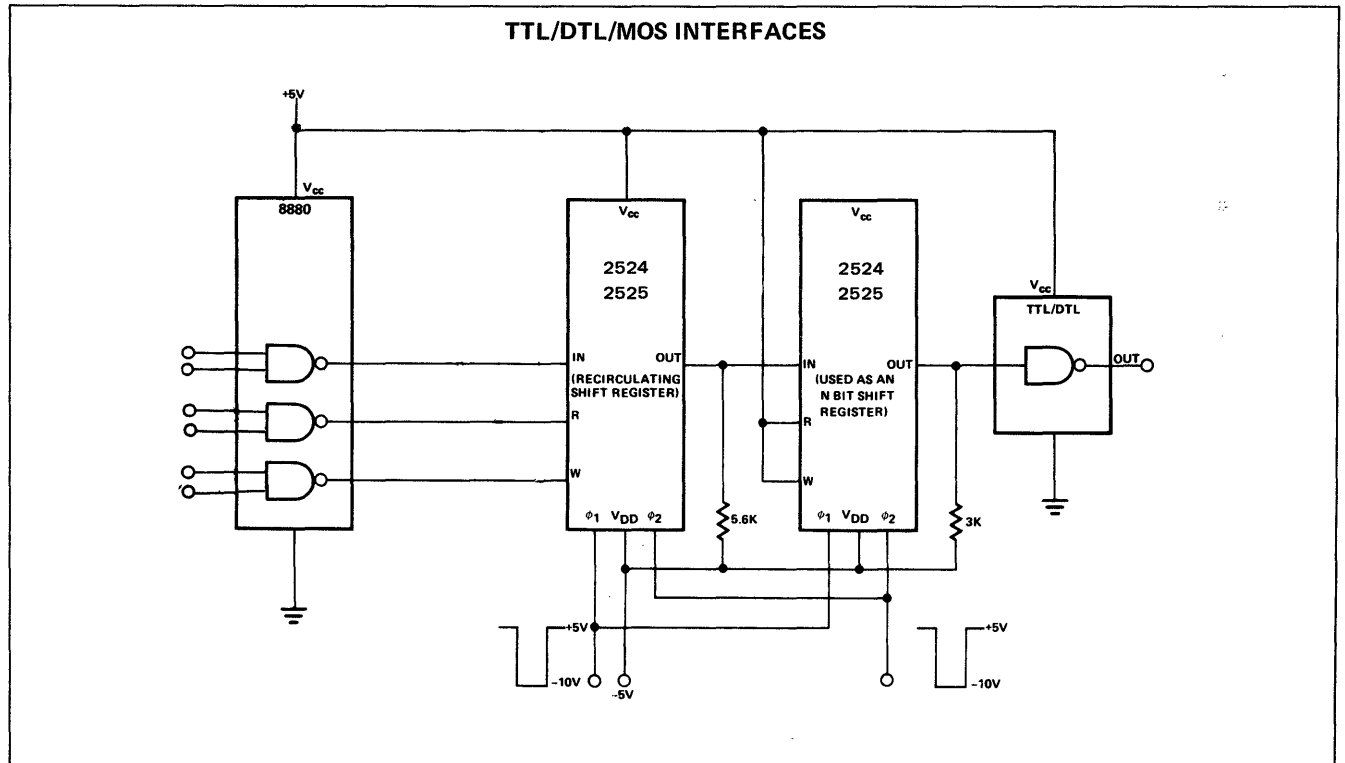 TTL/DTL/MOS INTERFACES
+5V
Vcc
8880
Vcc
2524
2525
IN
OUT
(RECIRCULATING
SHIFT REGISTER)
R
W
ϕ1 VDD ϕ2
5.6K
Vcc
2524
2525
IN
OUT
(USED AS AN
N BIT SHIFT
REGISTER)
R
W
ϕ1 VDD ϕ2
3K
Vcc
TTL/DTL
OUT
+5V
-10V
-5V
+5V
-10V